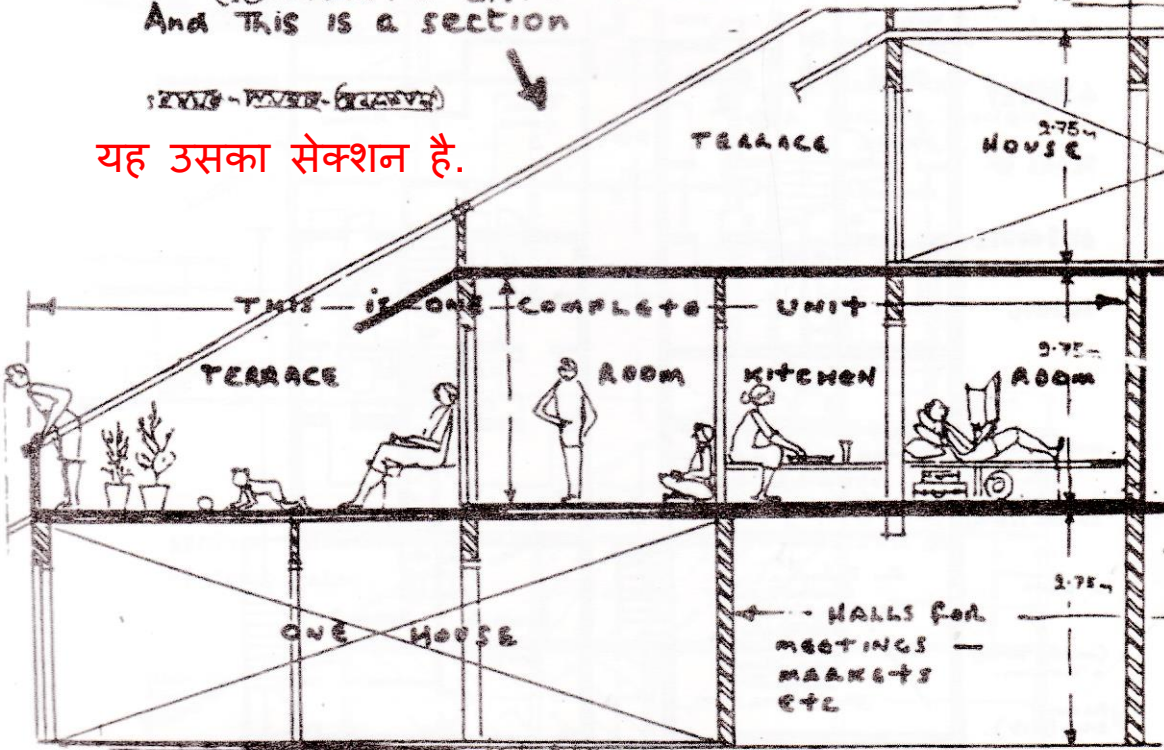 And This is a section
यह उसका सेक्शन है.
TERRACE
HOUSE
2.75m
THIS is ONE COMPLETE UNIT
TERRACE
ROOM
KITCHEN
ROOM
2.75m
ONE HOUSE
HALLS FOR
MEETINGS —
MARKETS
ETC
2.75m